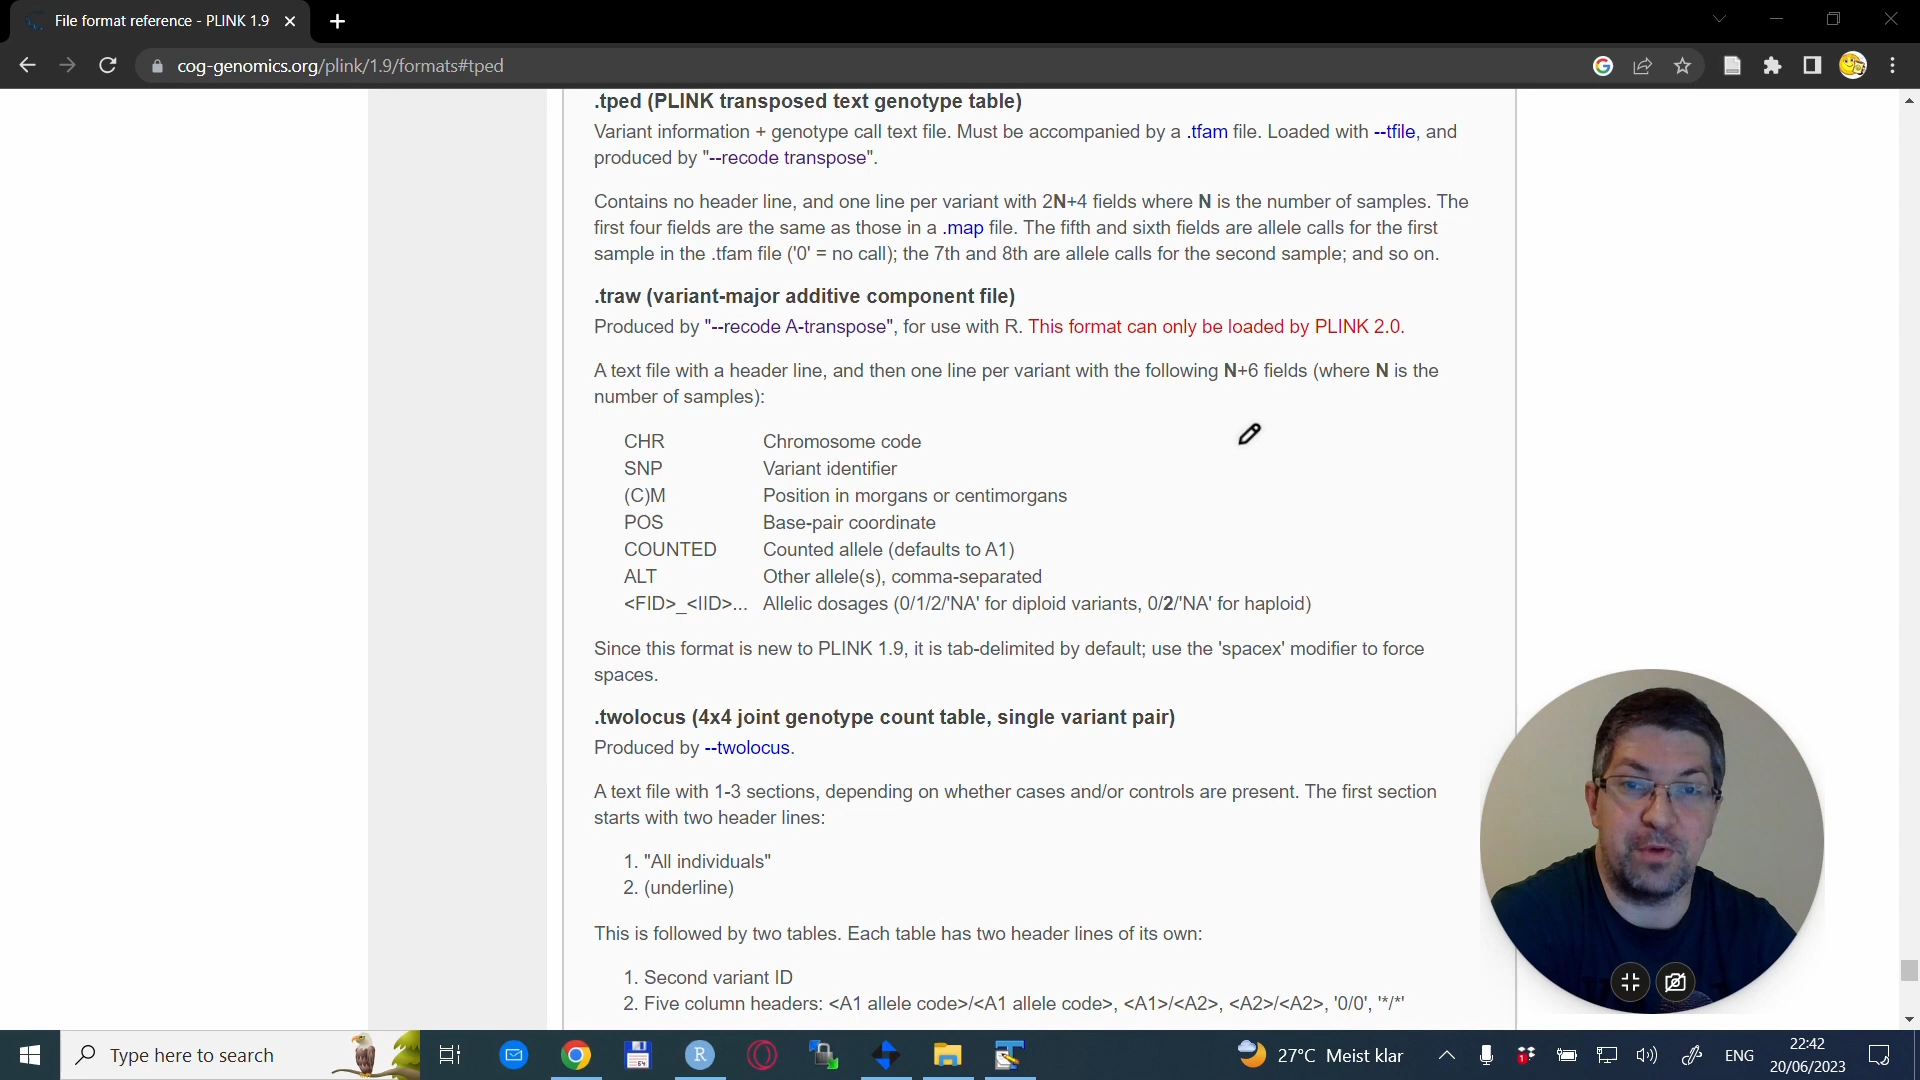 File format reference - PLINK 1.9
cog-genomics.org/plink/1.9/formats#tped
.tped (PLINK transposed text genotype table)
Variant information + genotype call text file. Must be accompanied by a .tfam file. Loaded with --tfile, and
produced by "--recode transpose".
Contains no header line, and one line per variant with 2N+4 fields where N is the number of samples. The
first four fields are the same as those in a .map file. The fifth and sixth fields are allele calls for the first
sample in the .tfam file ('0' = no call); the 7th and 8th are allele calls for the second sample; and so on.
.traw (variant-major additive component file)
Produced by "--recode A-transpose", for use with R. This format can only be loaded by PLINK 2.0.
A text file with a header line, and then one line per variant with the following N+6 fields (where N is the
number of samples):
CHR Chromosome code
SNP Variant identifier
(C)M Position in morgans or centimorgans
POS Base-pair coordinate
COUNTED Counted allele (defaults to A1)
ALT Other allele(s), comma-separated
<FID>_<IID>... Allelic dosages (0/1/2/'NA' for diploid variants, 0/2/'NA' for haploid)
Since this format is new to PLINK 1.9, it is tab-delimited by default; use the 'spacex' modifier to force
spaces.
.twolocus (4x4 joint genotype count table, single variant pair)
Produced by --twolocus.
A text file with 1-3 sections, depending on whether cases and/or controls are present. The first section
starts with two header lines:
1. "All individuals"
2. (underline)
This is followed by two tables. Each table has two header lines of its own:
1. Second variant ID
2. Five column headers: <A1 allele code>/<A1 allele code>, <A1>/<A2>, <A2>/<A2>, '0/0', '*/*'
Type here to search
R
27°C Meist klar
ENG
22:42
20/06/2023